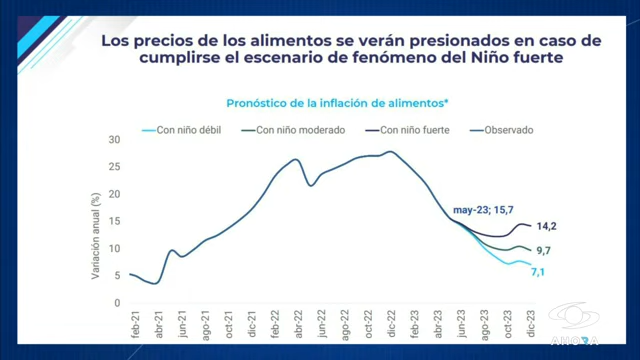 Los precios de los alimentos se verán presionados en caso de
cumplirse el escenario de fenómeno del Niño fuerte
Pronóstico de la inflación de alimentos*
Con niño débil
Con niño moderado
Con niño fuerte
Observado
Variación anual (%)
30
25
20
15
10
5
0
may-23; 15,7
14,2
9,7
7,1
feb-21
abr-21
jun-21
ago-21
oct-21
dic-21
feb-22
abr-22
jun-22
ago-22
oct-22
dic-22
feb-23
abr-23
jun-23
ago-23
oct-23
dic-23
AHORA